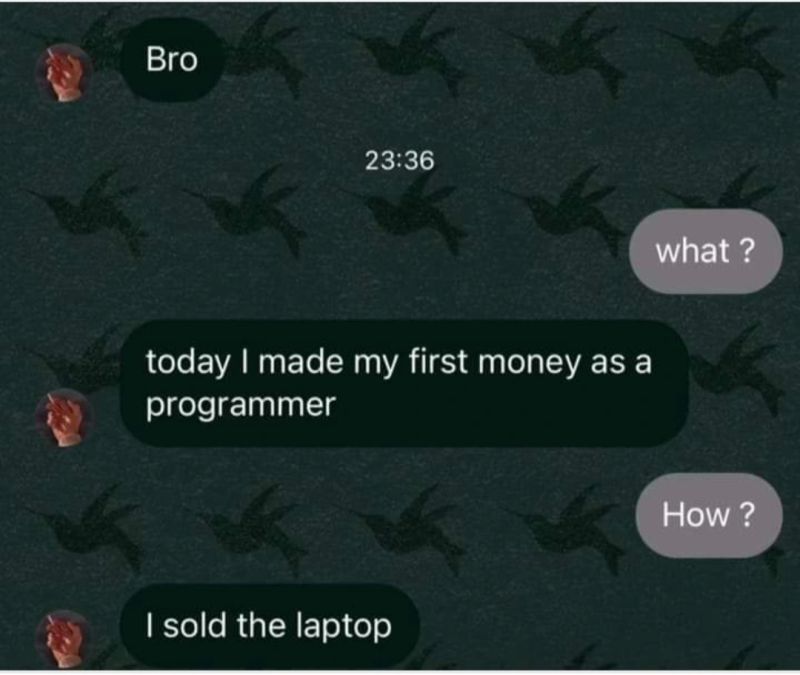 Bro
23:36
what ?
today I made my first money as a
programmer
How ?
I sold the laptop